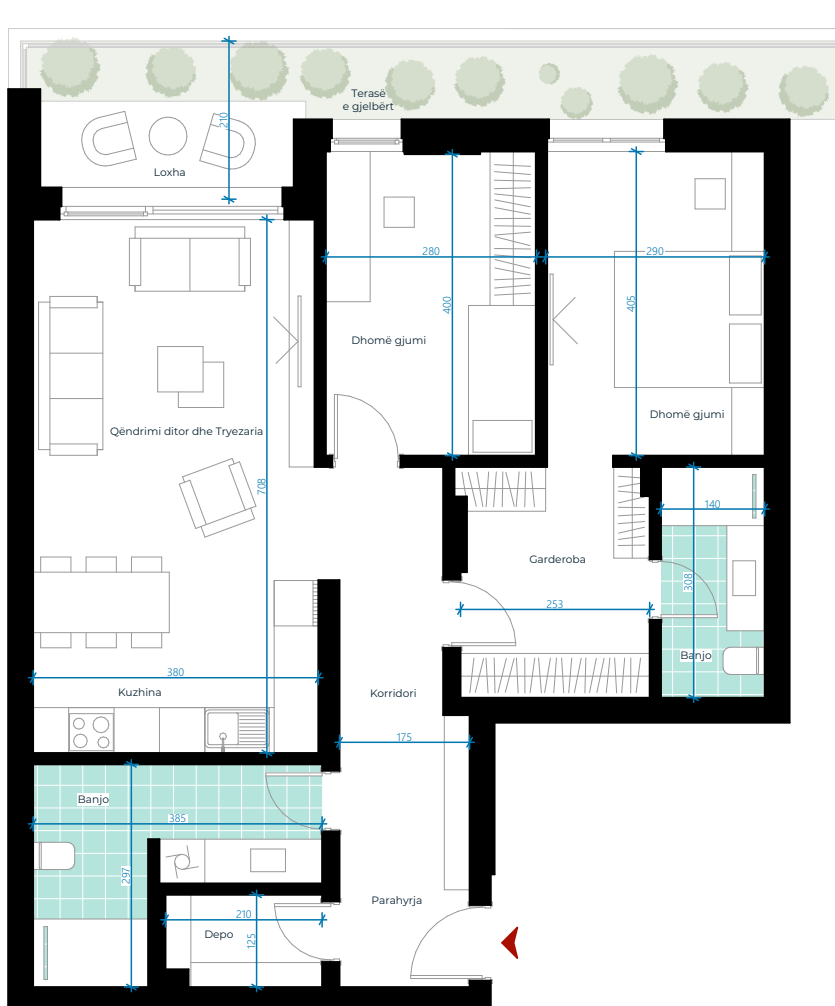 Terasë
e gjelbërt
210
Loxha
280
290
400
405
Dhomë gjumi
Dhomë gjumi
Qëndrimi ditor dhe Tryezaria
708
140
Garderoba
308
253
Banjo
380
Kuzhina
Korridori
175
Banjo
385
297
Parahyrja
210
Depo
125